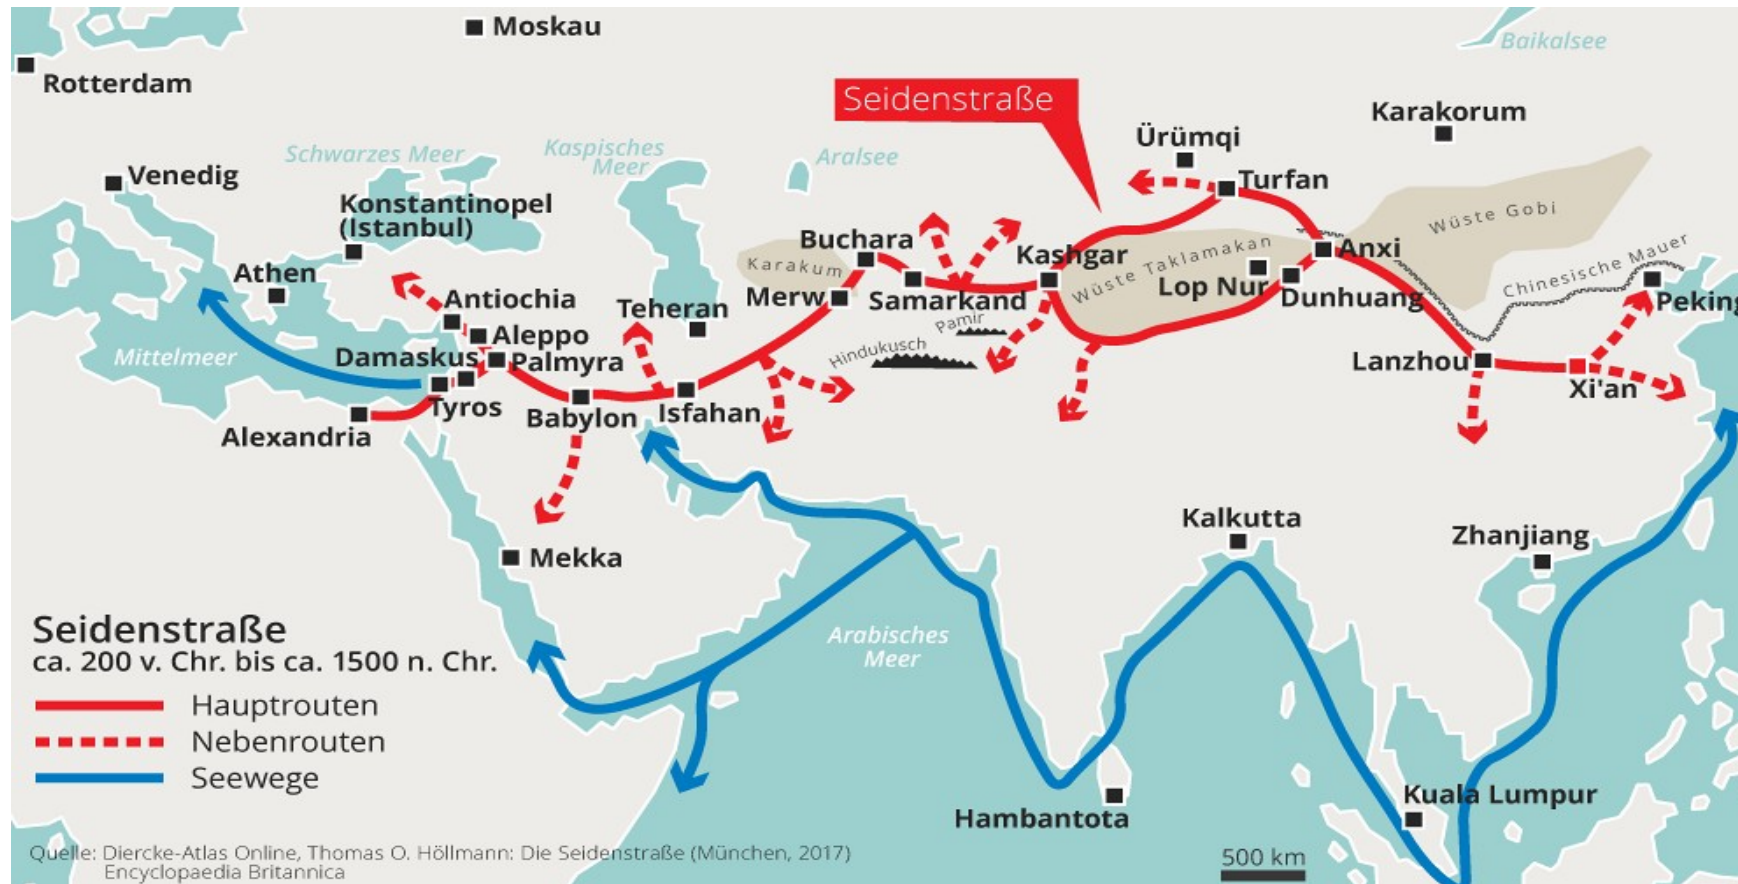 Moskau
Baikalsee
Rotterdam
Seidenstraße
Karakorum
Ürümqi
Schwarzes Meer
Kaspisches
Meer
Aralsee
Venedig
Turfan
Konstantinopel
(Istanbul)
Wüste Gobi
Buchara
Kashgar
Anxi
Athen
Karakum
Wüste Taklamakan
Chinesische Mauer
Antiochia
Teheran
Merw
Samarkand
Lop Nur
Dunhuang
Peking
Aleppo
Pamir
Mittelmeer
Damaskus
Palmyra
Hindukusch
Lanzhou
Xi'an
Tyros
Babylon
Isfahan
Alexandria
Kalkutta
Zhanjiang
Mekka
Seidenstraße
ca. 200 v. Chr. bis ca. 1500 n. Chr.
Hauptrouten
Nebenrouten
Seewege
Arabisches
Meer
Kuala Lumpur
Hambantota
Quelle: Diercke-Atlas Online, Thomas O. Höllmann: Die Seidenstraße (München, 2017)
Encyclopaedia Britannica
500 km